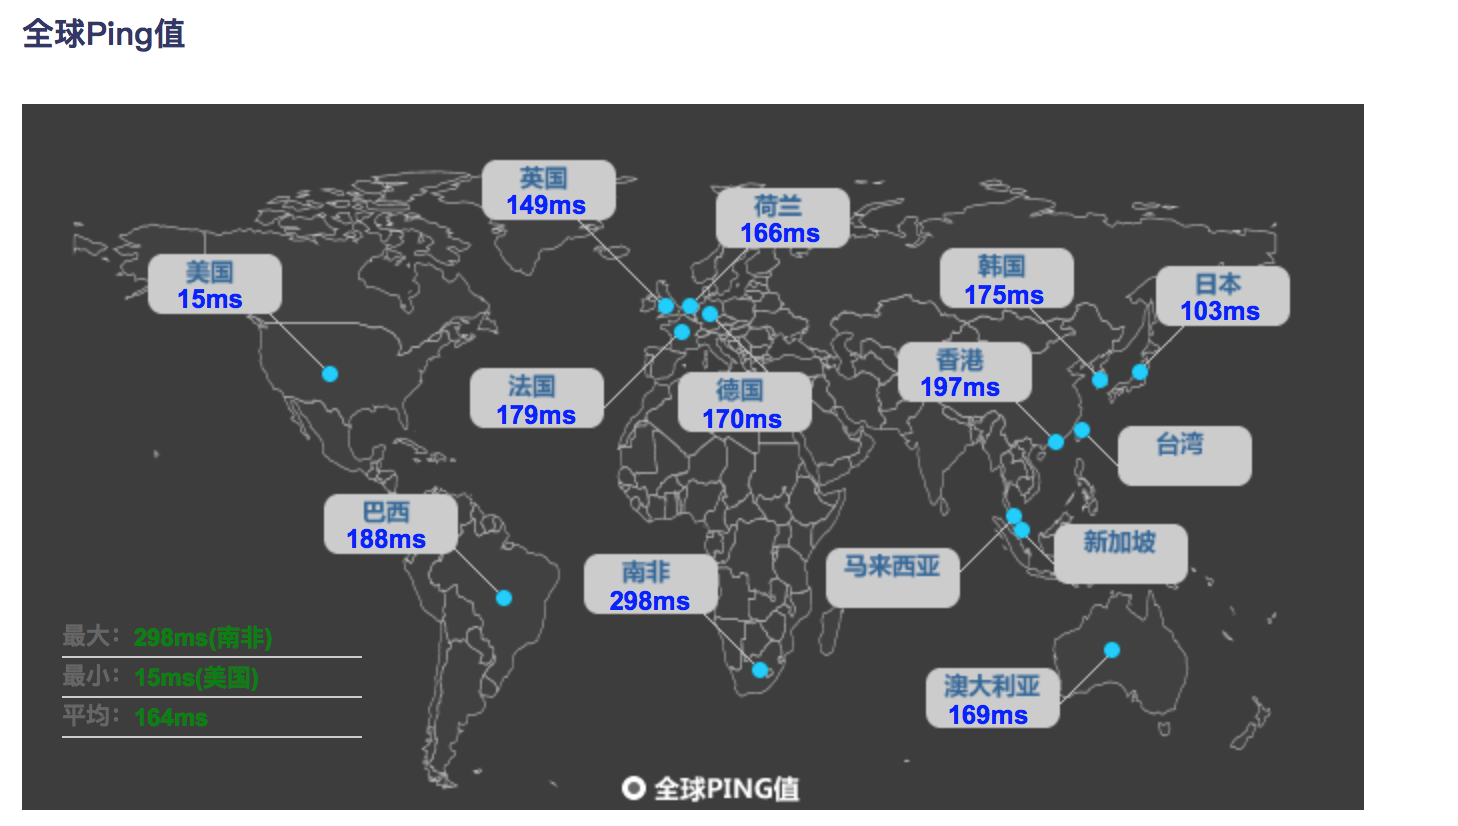 全球Ping值
英国
149ms
荷兰
166ms
美国
15ms
韩国
175ms
日本
103ms
法国
179ms
德国
170ms
香港
197ms
台湾
巴西
188ms
南非
298ms
马来西亚
新加坡
澳大利亚
169ms
最大：298ms(南非)
最小：15ms(美国)
平均：164ms
全球PING值